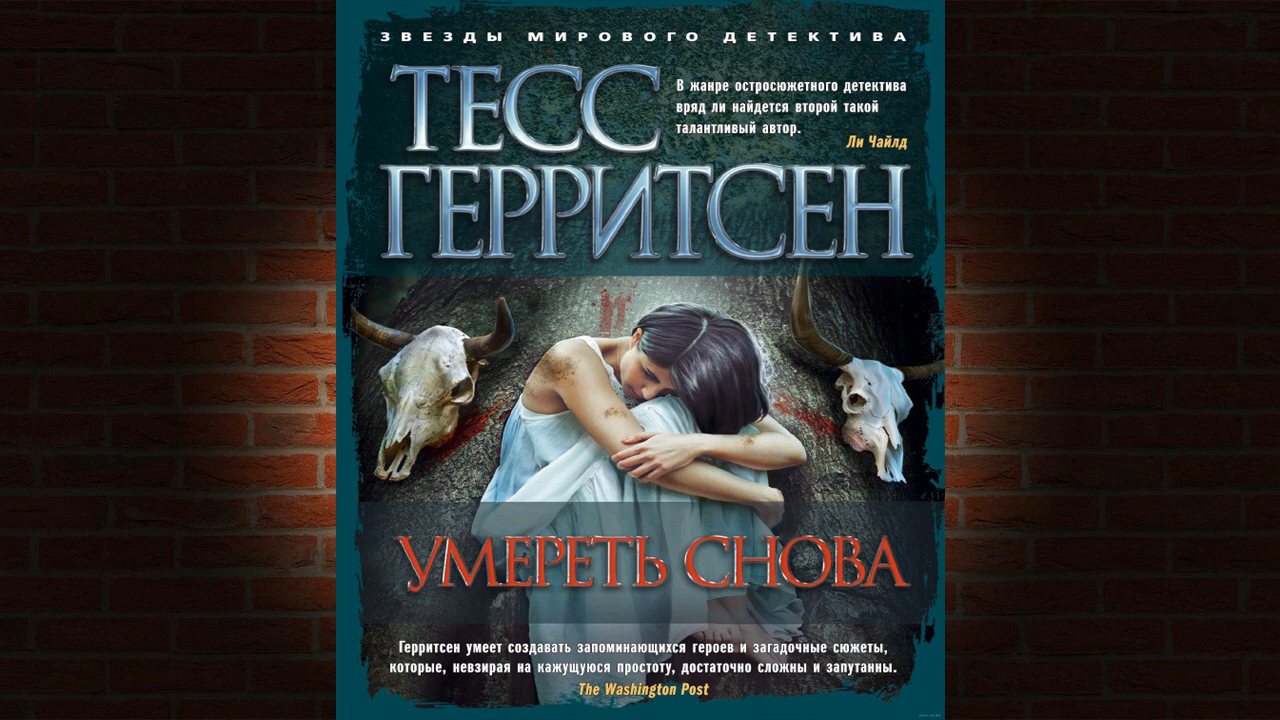 ЗВЕЗДЫ МИРОВОГО ДЕТЕКТИВА
ТЕСС
ГЕРРИТСЕН
В жанре остросюжетного детектива
вряд ли найдется второй такой
талантливый автор.
Ли Чайлд
УМЕРЕТЬ СНОВА
Герритсен умеет создавать запоминающихся героев и загадочные сюжеты,
которые, невзирая на кажущуюся простоту, достаточно сложны и запутанны.
The Washington Post